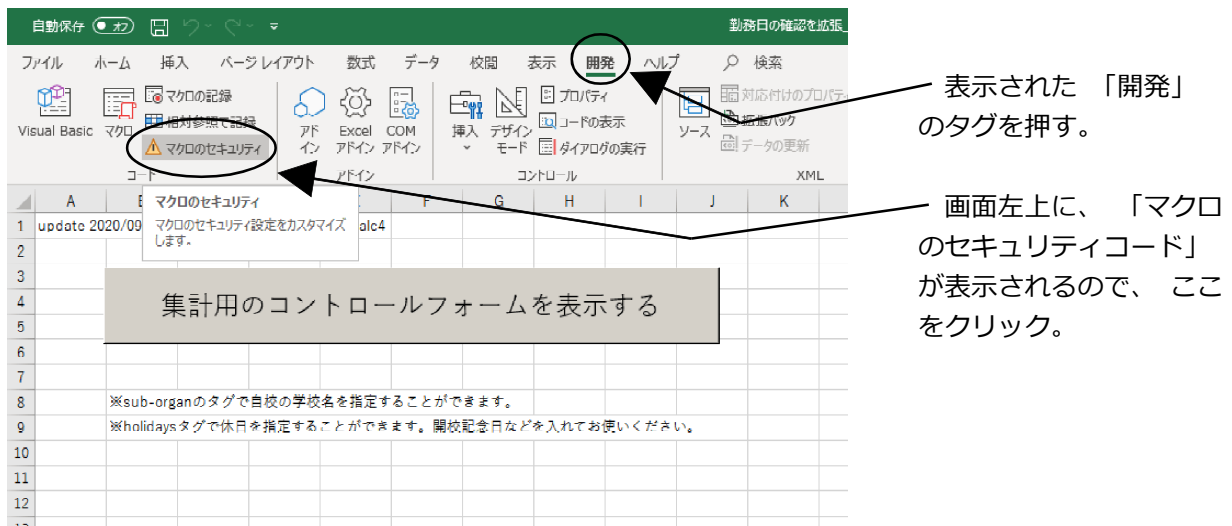 自動保存 オフ 勤務日の確認を拡張_
ファイル ホーム 挿入 ページ レイアウト 数式 データ 校閲 表示 開発 ヘルプ 検索
Visual Basic マクロ マクロの記録
相対参照で記録
マクロのセキュリティ
コード
アドイン Excel アドイン COM アドイン
アドイン
挿入 デザイン モード プロパティ
コードの表示
ダイアログの実行
コントロール
ソース 対応付けのプロパティ
拡張パック
データの更新
XML
表示された 「開発」
のタグを押す。
画面左上に、 「マクロ
のセキュリティコード」
が表示されるので、 ここ
をクリック。
A E F G H I J K
マクロのセキュリティ
マクロのセキュリティ設定をカスタマイズ
します。
1 update 2020/09 alc4
2
3
4
集計用のコントロールフォームを表示する
5
6
7
8 ※sub-organのタグで自校の学校名を指定することができます。
9 ※holidaysタグで休日を指定することができます。開校記念日などを入れてお使いください。
10
11
12